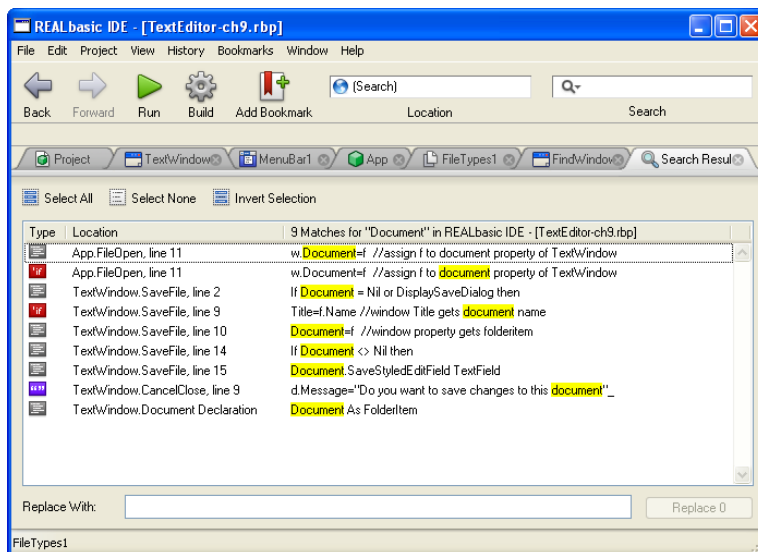 REALbasic IDE - [TextEditor-ch9.rbp]
File Edit Project View History Bookmarks Window Help
(Search)
Back Forward Run Build Add Bookmark Location Search
Project TextWindow MenuBar1 App FileTypes1 FindWindow Search Resul
Select All Select None Invert Selection
Type Location 9 Matches for "Document" in REALbasic IDE - [TextEditor-ch9.rbp]
App.FileOpen, line 11 w.Document=f //assign f to document property of TextWindow
App.FileOpen, line 11 w.Document=f //assign f to document property of TextWindow
TextWindow.SaveFile, line 2 If Document = Nil or DisplaySaveDialog then
TextWindow.SaveFile, line 9 Title=f.Name //window Title gets document name
TextWindow.SaveFile, line 10 Document=f //window property gets folderitem
TextWindow.SaveFile, line 14 If Document <> Nil then
TextWindow.SaveFile, line 15 Document.SaveStyledEditField TextField
TextWindow.CancelClose, line 9 d.Message="Do you want to save changes to this document"_
TextWindow.Document Declaration Document As FolderItem
Replace With: Replace 0
FileTypes1